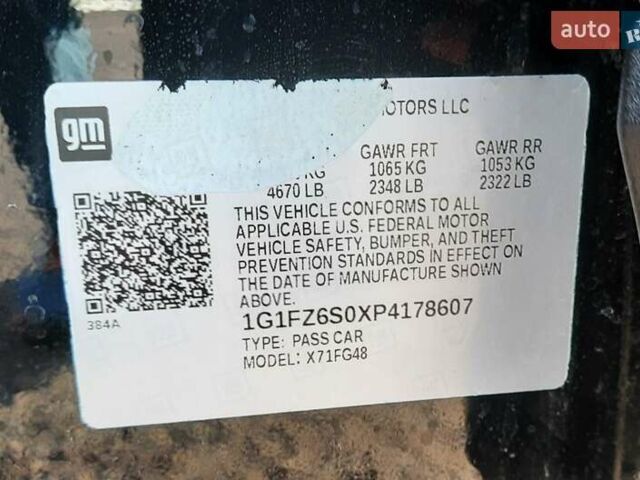 auto
R
gm
MOTORS LLC
KG
4670 LB
GAWR FRT
1065 KG
2348 LB
GAWR RR
1053 KG
2322 LB
THIS VEHICLE CONFORMS TO ALL
APPLICABLE U.S. FEDERAL MOTOR
VEHICLE SAFETY, BUMPER, AND THEFT
PREVENTION STANDARDS IN EFFECT ON
THE DATE OF MANUFACTURE SHOWN
ABOVE.
384A
1G1FZ6S0XP4178607
TYPE: PASS CAR
MODEL: X71FG48